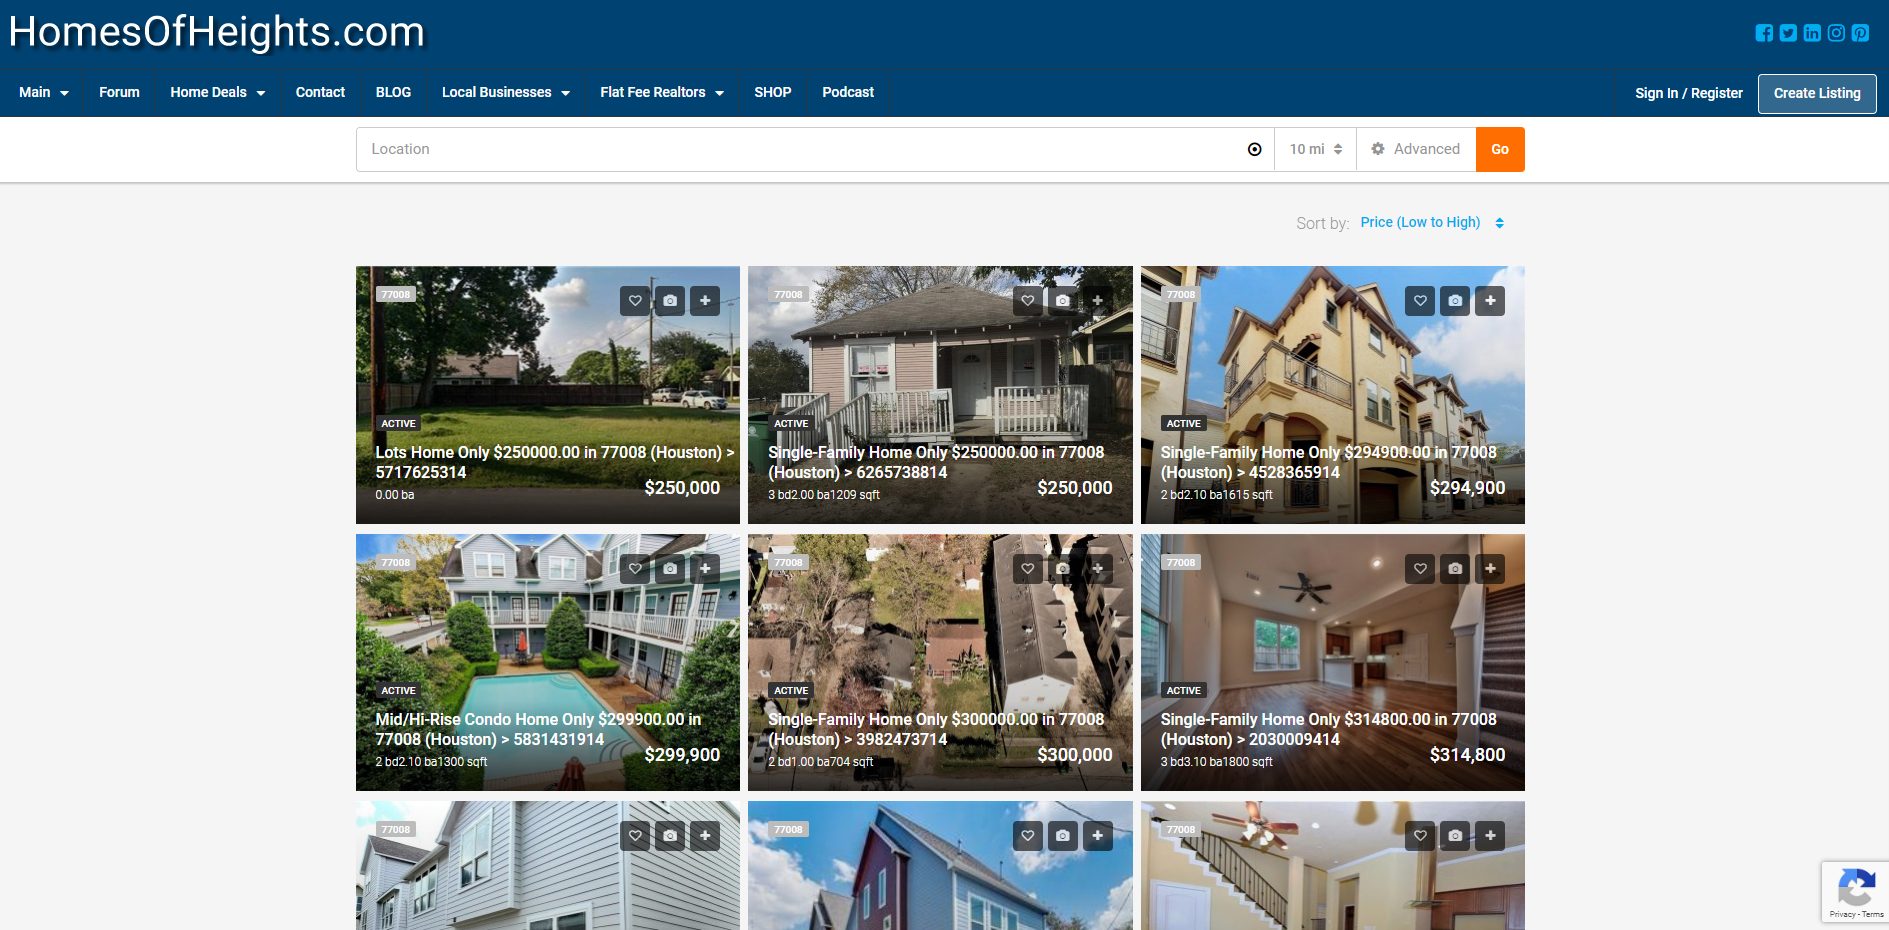 HomesOfHeights.com
Main
Forum
Home Deals
Contact
BLOG
Local Businesses
Flat Fee Realtors
SHOP
Podcast
Sign In / Register
Create Listing
Location
10 mi
Advanced
Go
Sort by: Price (Low to High)
77008
ACTIVE
Lots Home Only $250000.00 in 77008 (Houston) >
5717625314
0.00 ba
$250,000
77008
ACTIVE
Single-Family Home Only $250000.00 in 77008
(Houston) > 6265738814
3 bd2.00 ba1209 sqft
$250,000
77008
ACTIVE
Single-Family Home Only $294900.00 in 77008
(Houston) > 4528365914
2 bd2.10 ba1615 sqft
$294,900
77008
ACTIVE
Mid/Hi-Rise Condo Home Only $299900.00 in
77008 (Houston) > 5831431914
2 bd2.10 ba1300 sqft
$299,900
77008
ACTIVE
Single-Family Home Only $300000.00 in 77008
(Houston) > 3982473714
2 bd1.00 ba704 sqft
$300,000
77008
ACTIVE
Single-Family Home Only $314800.00 in 77008
(Houston) > 2030009414
3 bd3.10 ba1800 sqft
$314,800
77008
77008
77008
Privacy - Terms